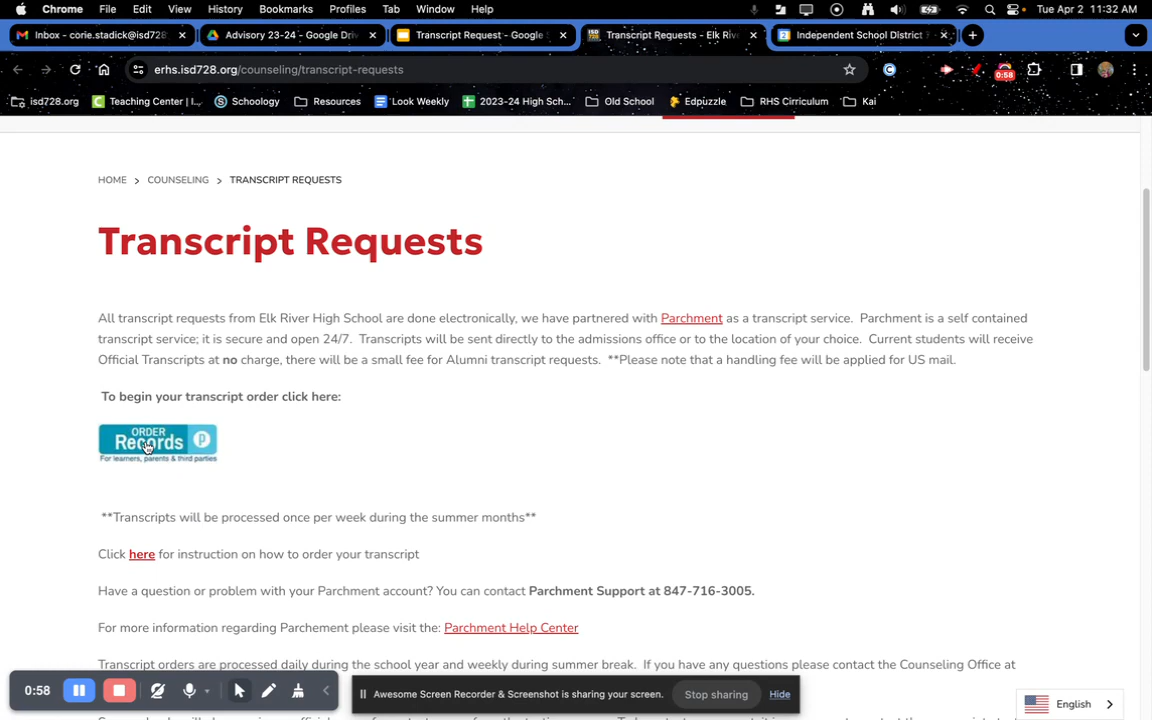 Chrome File Edit View History Bookmarks Profiles Tab Window Help Tue Apr 2 11:32 AM
Inbox - corie.stadick@isd728 Advisory 23-24 - Google Dri Transcript Request - Google Transcript Requests - Elk Riv Independent School District
erhs.isd728.org/counseling/transcript-requests 0:58
isd728.org Teaching Center | I... Schoology Resources Look Weekly 2023-24 High Sch... Old School Edpuzzle RHS Curriculum Kai
HOME > COUNSELING > TRANSCRIPT REQUESTS
Transcript Requests
All transcript requests from Elk River High School are done electronically, we have partnered with Parchment as a transcript service. Parchment is a self contained
transcript service; it is secure and open 24/7. Transcripts will be sent directly to the admissions office or to the location of your choice. Current students will receive
Official Transcripts at no charge, there will be a small fee for Alumni transcript requests. **Please note that a handling fee will be applied for US mail.
To begin your transcript order click here:
ORDER
Records
For learners, parents & third parties
**Transcripts will be processed once per week during the summer months**
Click here for instruction on how to order your transcript
Have a question or problem with your Parchment account? You can contact Parchment Support at 847-716-3005.
For more information regarding Parchement please visit the: Parchment Help Center
Transcript orders are processed daily during the school year and weekly during summer break. If you have any questions please contact the Counseling Office at
0:58 Awesome Screen Recorder & Screenshot is sharing your screen. Stop sharing Hide
English